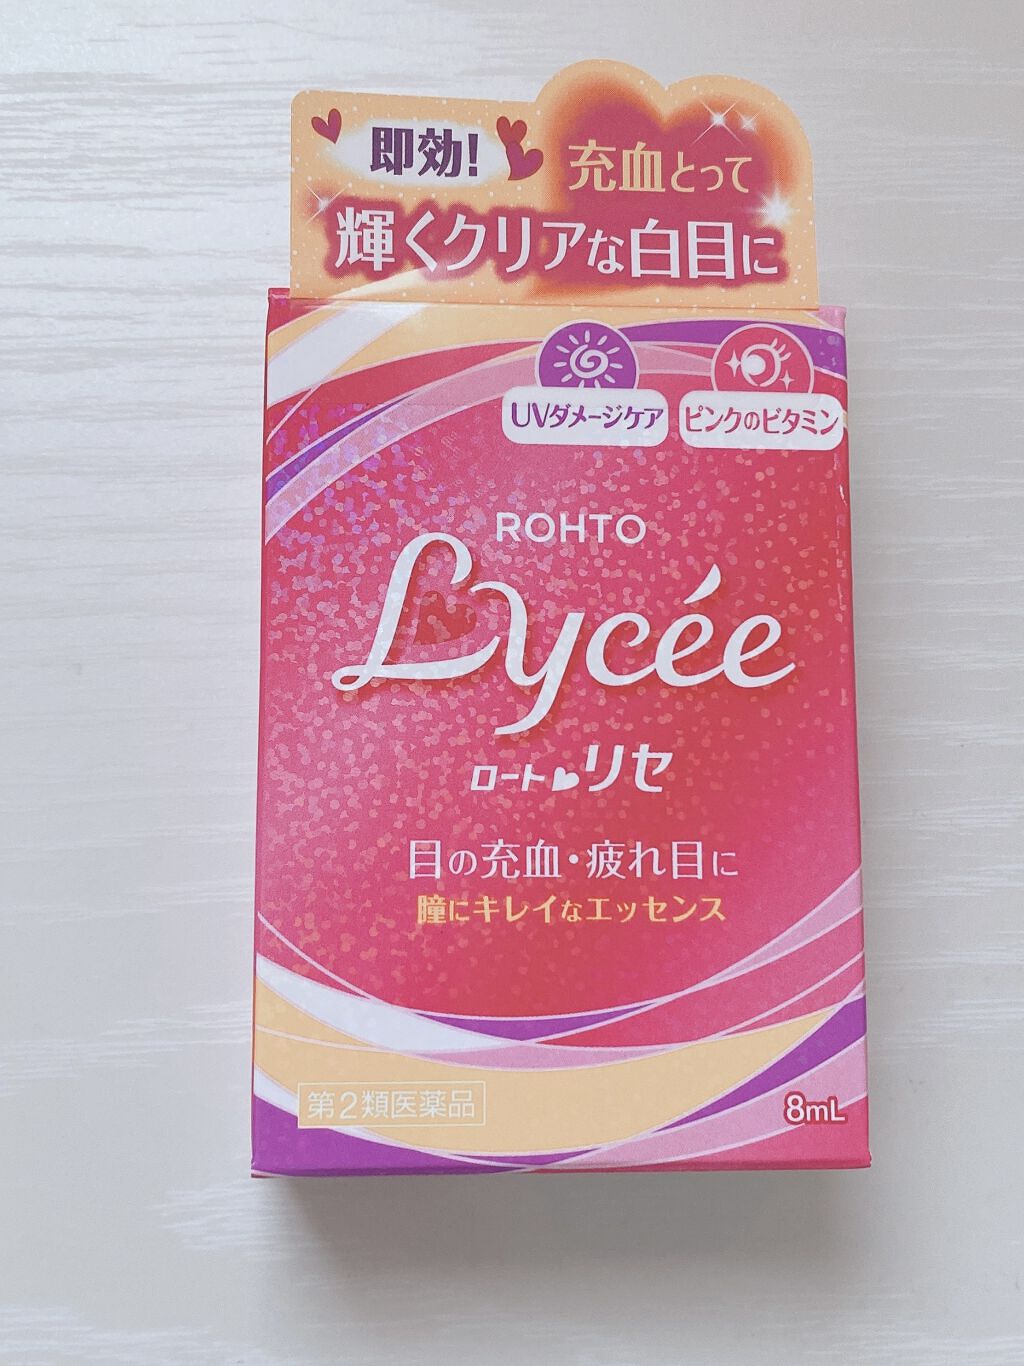 即効!
充血とって
輝くクリアな白目に
UVダメージケア
ピンクのビタミン
ROHTO
Lycée
ロートリセ
目の充血・疲れ目に
瞳にキレイなエッセンス
第2類医薬品
8mL